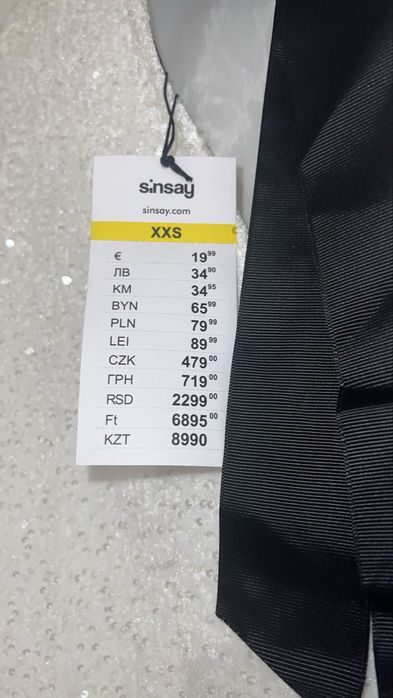 sinsay
sinsay.com
XXS
€ 19⁹⁹
ЛВ 34⁹⁰
KM 34⁹⁵
BYN 65⁹⁹
PLN 79⁹⁹
LEI 89⁹⁹
CZK 479⁰⁰
ГРН 719⁰⁰
RSD 2299⁰⁰
Ft 6895⁰⁰
KZT 8990